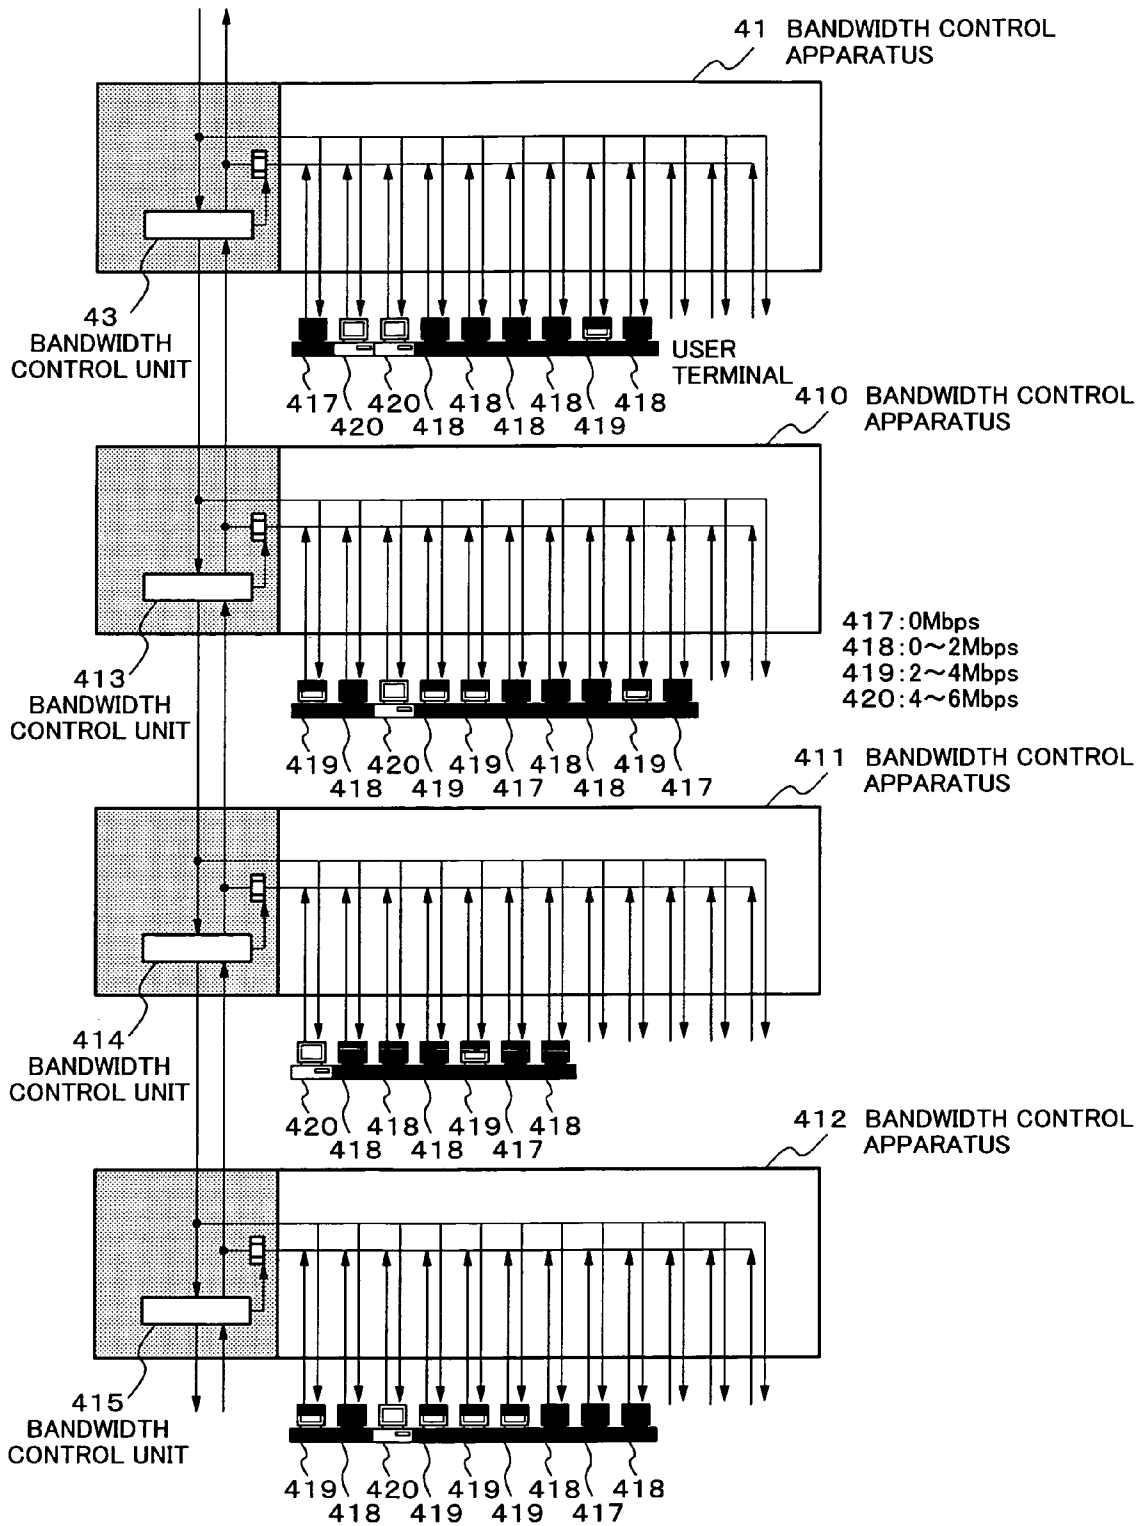 41 BANDWIDTH CONTROL
APPARATUS
43
BANDWIDTH
CONTROL UNIT
USER
TERMINAL
417 420 418 418 418
420 418 418 419
410 BANDWIDTH CONTROL
APPARATUS
413
BANDWIDTH
CONTROL UNIT
417:0Mbps
418:0~2Mbps
419:2~4Mbps
420:4~6Mbps
419 420 419 418 419
418 419 417 418 417
411 BANDWIDTH CONTROL
APPARATUS
414
BANDWIDTH
CONTROL UNIT
420 418 419 418
418 418 417
412 BANDWIDTH CONTROL
APPARATUS
415
BANDWIDTH
CONTROL UNIT
419 420 419 418 418
418 419 419 417